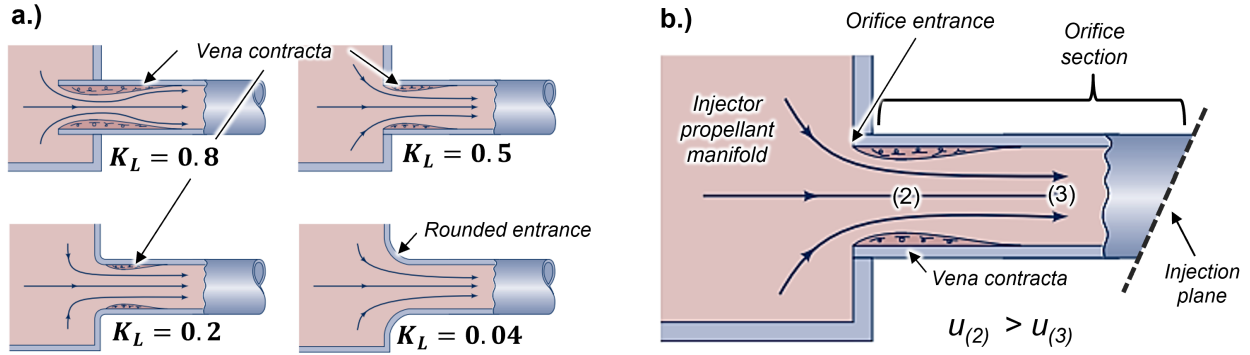 a.)
Vena contracta
K_L = 0.8
K_L = 0.5
Rounded entrance
K_L = 0.2
K_L = 0.04
b.)
Orifice entrance
Orifice
section
Injector
propellant
manifold
(2)
(3)
Vena contracta
Injection
plane
u_(2) > u_(3)